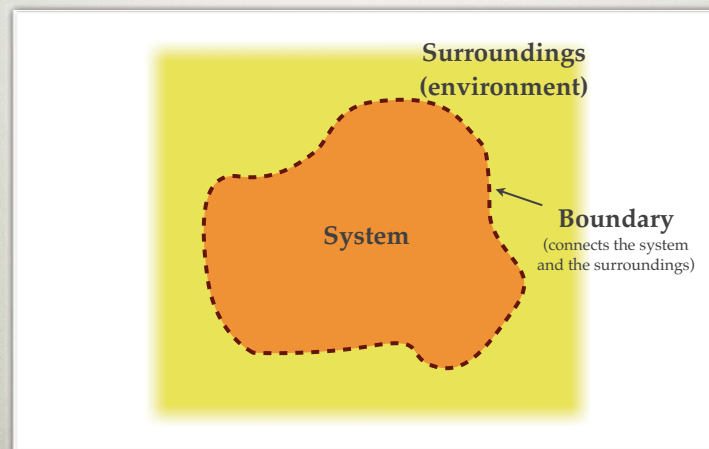 Surroundings
(environment)
System
Boundary
(connects the system
and the surroundings)